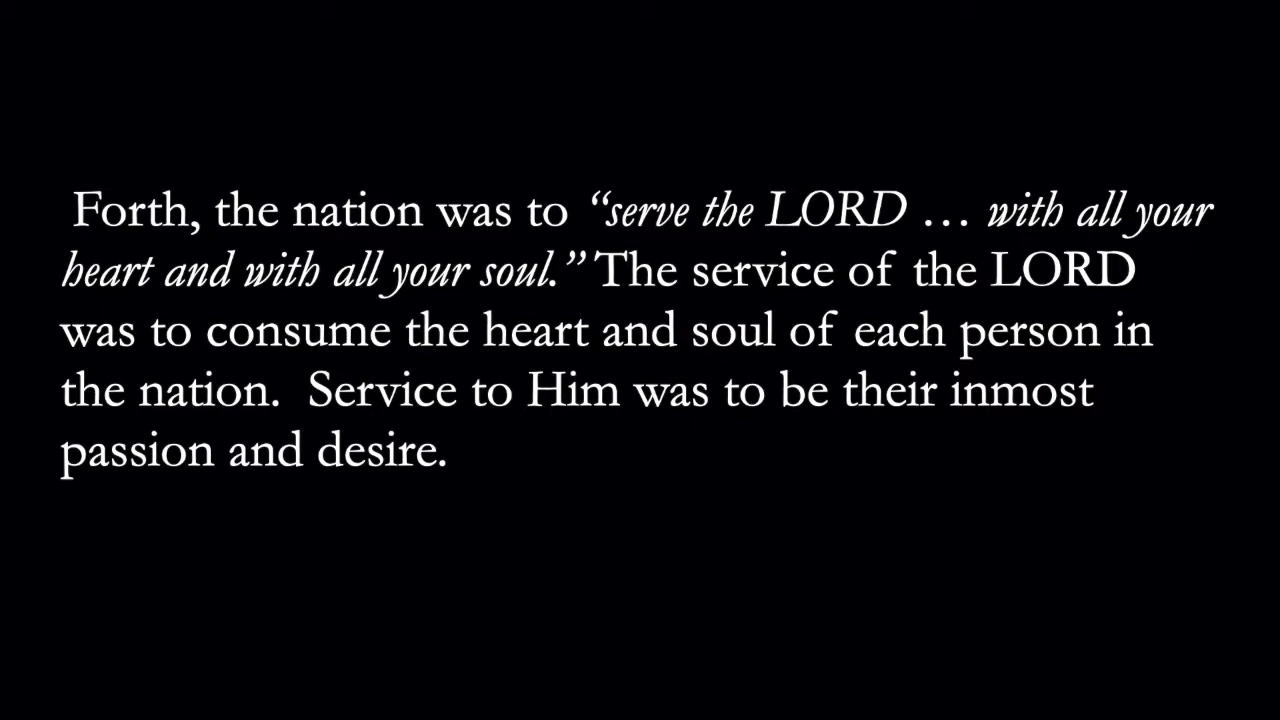 Forth, the nation was to “serve the LORD … with all your
heart and with all your soul.” The service of the LORD
was to consume the heart and soul of each person in
the nation.  Service to Him was to be their inmost
passion and desire.